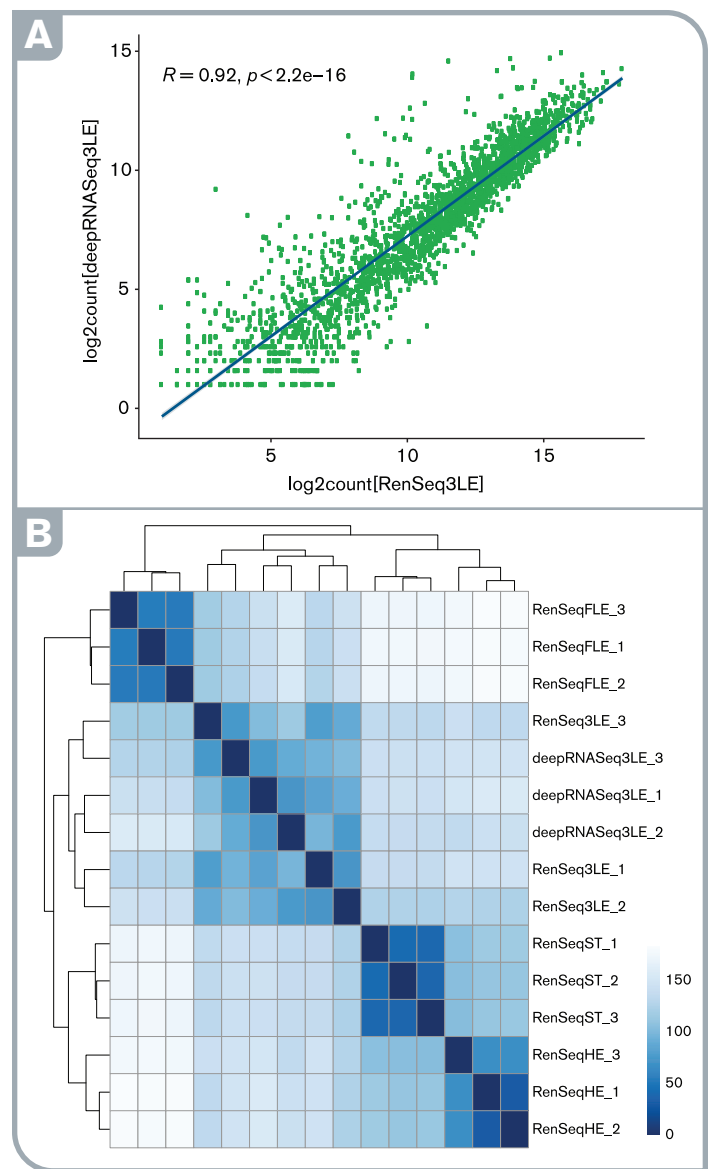 A
15
R = 0.92, p < 2.2e−16
10
5
0
log2count[deepRNASeq3LE]
5
10
15
log2count[RenSeq3LE]
B
RenSeqFLE_3
RenSeqFLE_1
RenSeqFLE_2
RenSeq3LE_3
deepRNASeq3LE_3
deepRNASeq3LE_1
deepRNASeq3LE_2
RenSeq3LE_1
RenSeq3LE_2
RenSeqST_1
RenSeqST_2
RenSeqST_3
RenSeqHE_3
RenSeqHE_1
RenSeqHE_2
150
100
50
0